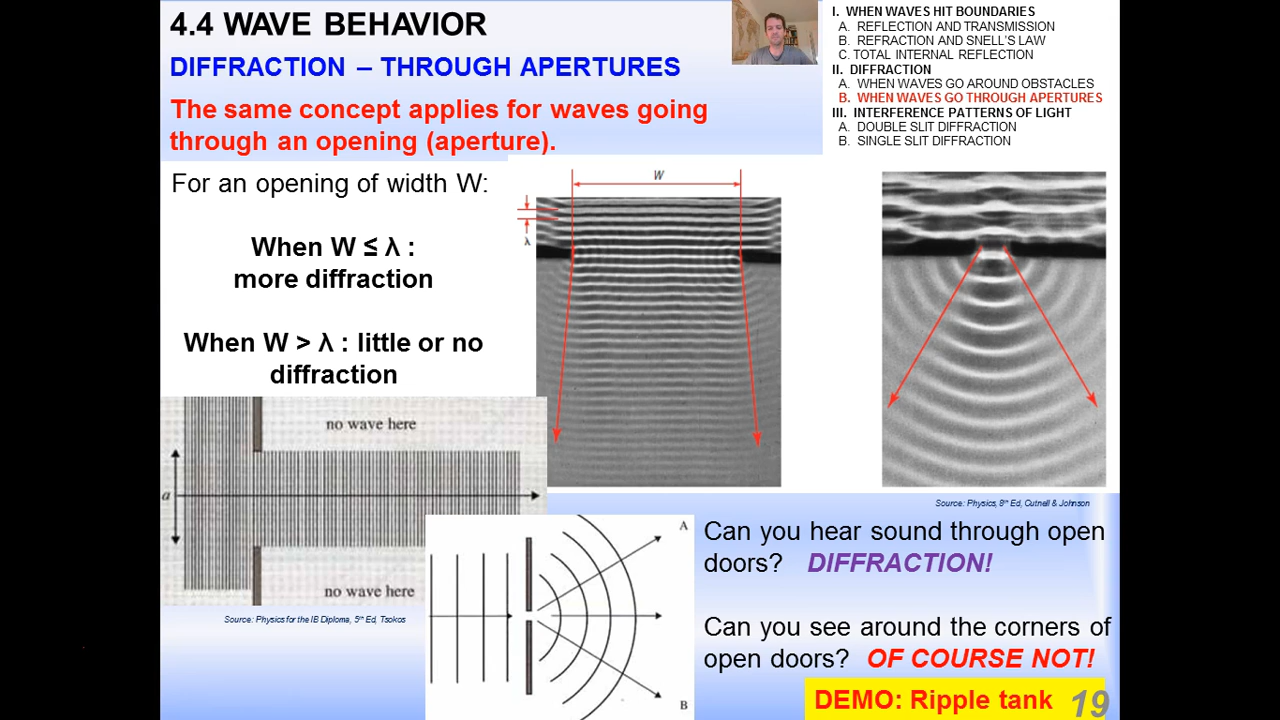 4.4 WAVE BEHAVIOR
DIFFRACTION – THROUGH APERTURES
The same concept applies for waves going
through an opening (aperture).
I. WHEN WAVES HIT BOUNDARIES
A. REFLECTION AND TRANSMISSION
B. REFRACTION AND SNELL'S LAW
C. TOTAL INTERNAL REFLECTION
II. DIFFRACTION
A. WHEN WAVES GO AROUND OBSTACLES
B. WHEN WAVES GO THROUGH APERTURES
III. INTERFERENCE PATTERNS OF LIGHT
A. DOUBLE SLIT DIFFRACTION
B. SINGLE SLIT DIFFRACTION
For an opening of width W:
When W ≤ λ :
more diffraction
When W > λ : little or no
diffraction
W
λ
Source: Physics, 8th Ed, Cutnell & Johnson
no wave here
a
no wave here
Source: Physics for the IB Diploma, 5th Ed, Tsokos
A
B
Can you hear sound through open
doors? DIFFRACTION!
Can you see around the corners of
open doors? OF COURSE NOT!
DEMO: Ripple tank
19